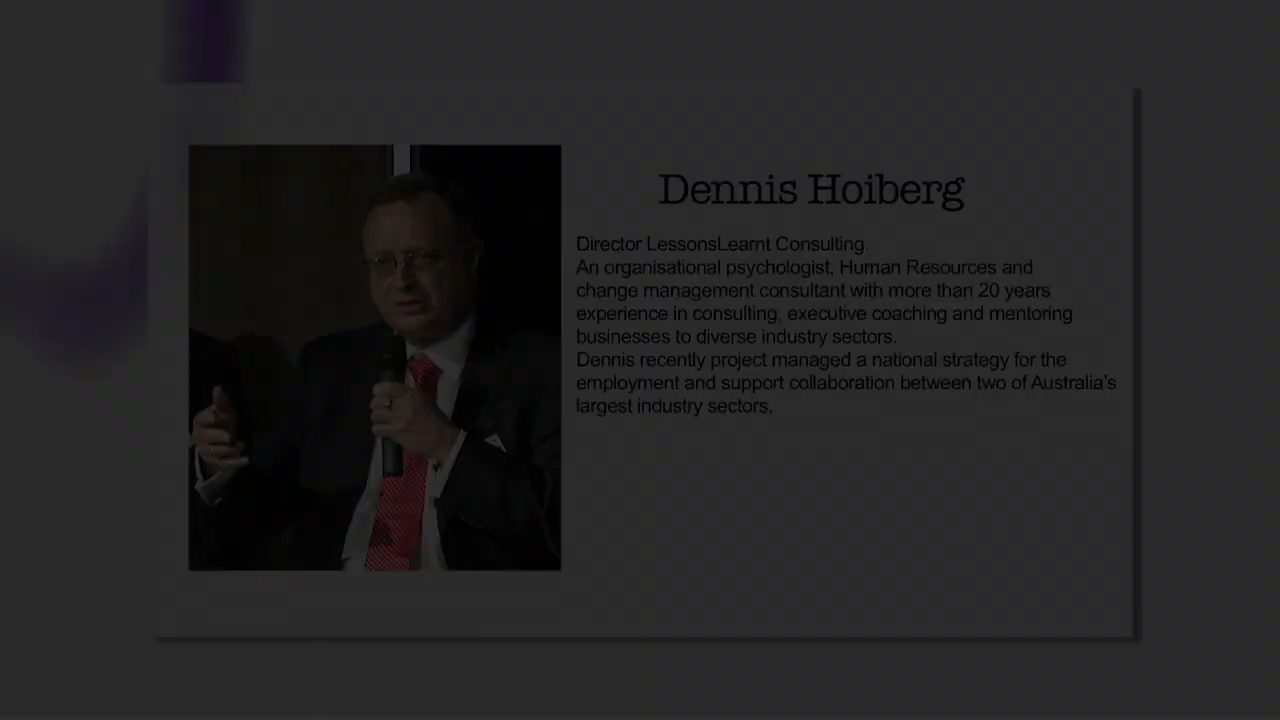 Dennis Hoiberg
Director LessonsLearnt Consulting.
An organisational psychologist, Human Resources and
change management consultant with more than 20 years
experience in consulting, executive coaching and mentoring
businesses to diverse industry sectors.
Dennis recently project managed a national strategy for the
employment and support collaboration between two of Australia's
largest industry sectors.